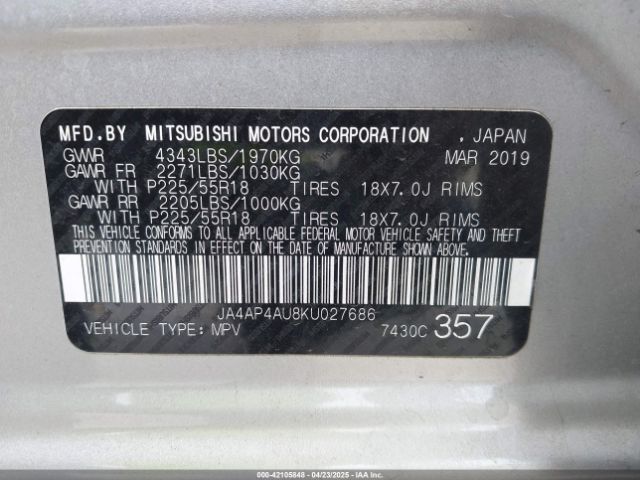 MFD.BY MITSUBISHI MOTORS CORPORATION , JAPAN
GVWR 4343LBS/1970KG MAR 2019
GAWR FR 2271LBS/1030KG
WITH P225/55R18 TIRES 18X7.0J RIMS
GAWR RR 2205LBS/1000KG
WITH P225/55R18 TIRES 18X7.0J RIMS
THIS VEHICLE CONFORMS TO ALL APPLICABLE FEDERAL MOTOR VEHICLE SAFETY AND THEFT
PREVENTION STANDARDS IN EFFECT ON THE DATE OF MANUFACTURE SHOWN ABOVE.
JA4AP4AU8KU027686
VEHICLE TYPE: MPV 7430C 357
000-42105848 - 04/23/2025 - IAAI.COM